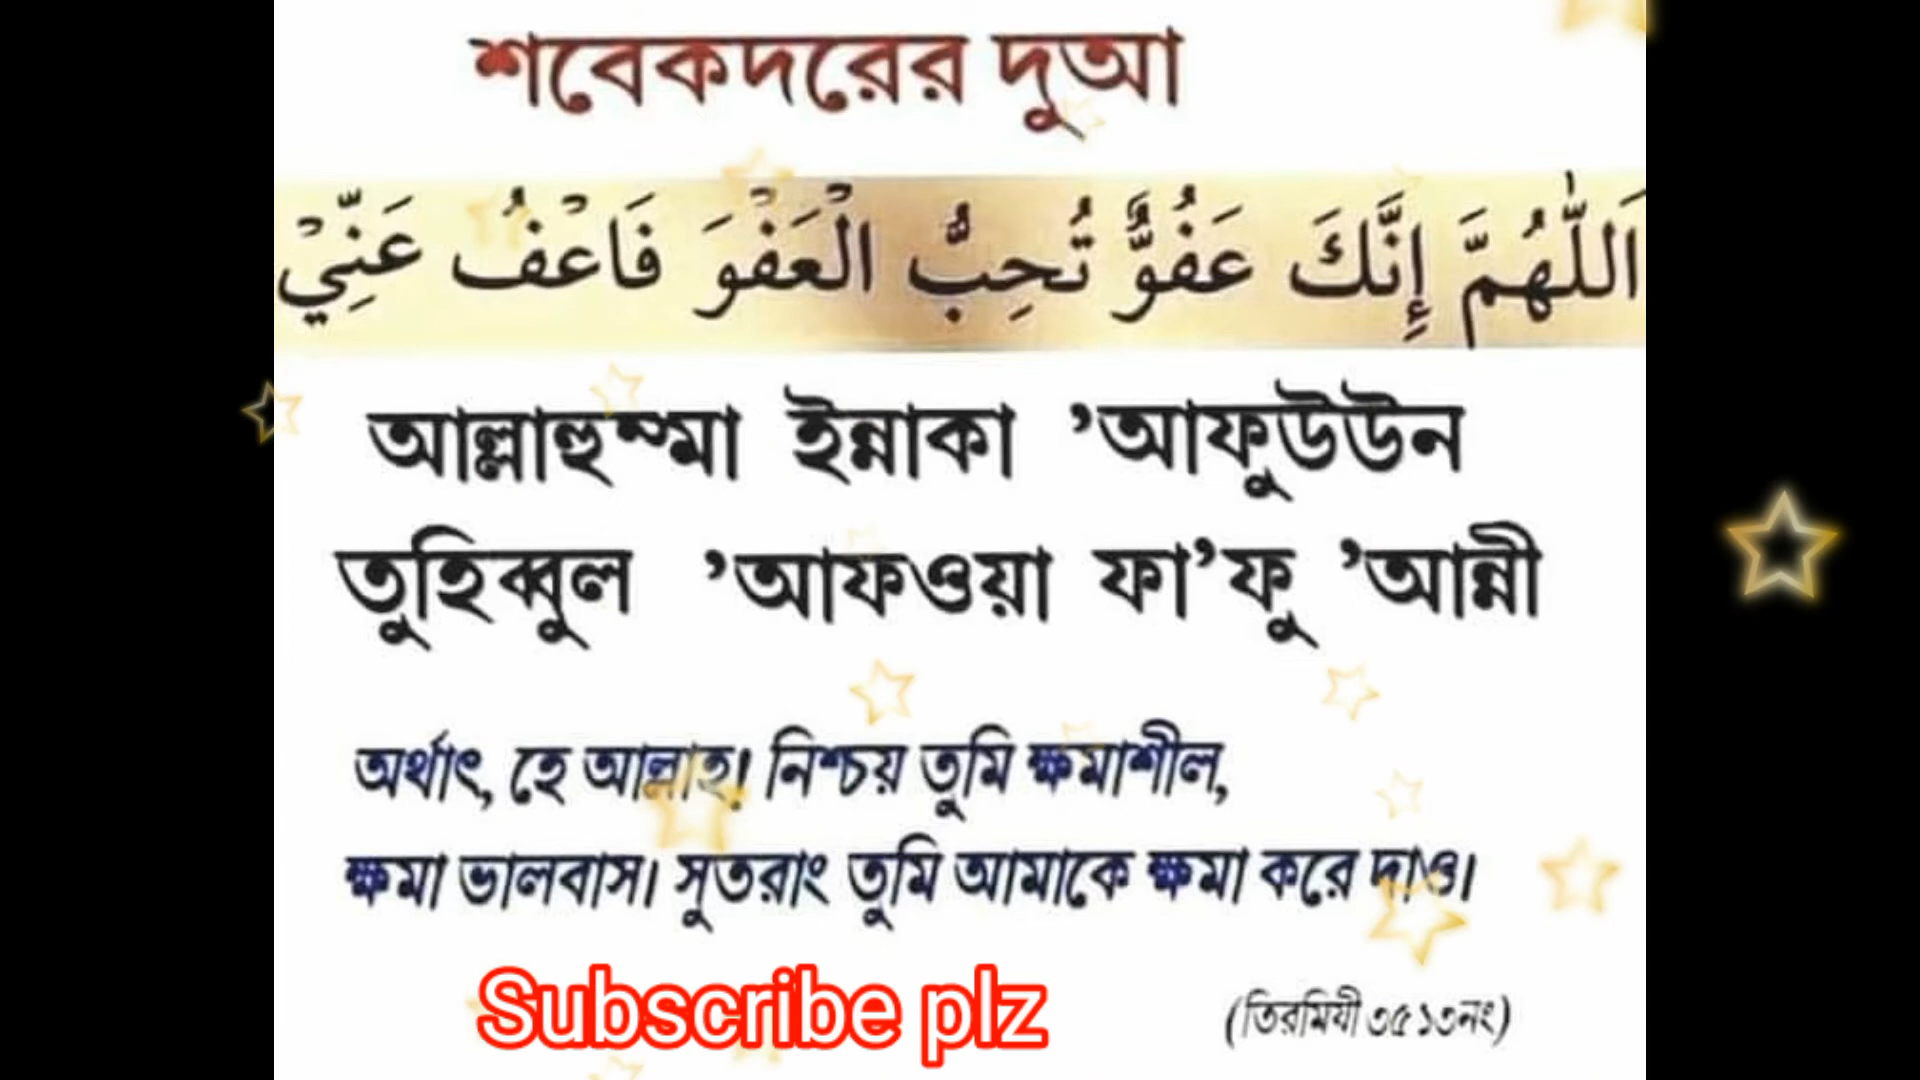 শবেকদরের দুআ
اَللّٰهُمَّ إِنَّكَ عَفُوٌّ تُحِبُّ الْعَفْوَ فَاعْفُ عَنِّيْ
আল্লাহুম্মা ইন্নাকা ’আফুউউন
তুহিব্বুল ’আফওয়া ফা’ফু ’আন্নী
অর্থাৎ, হে আল্লাহ! নিশ্চয় তুমি ক্ষমাশীল,
ক্ষমা ভালবাস। সুতরাং তুমি আমাকে ক্ষমা করে দাও।
Subscribe plz
(তিরমিযী ৩৫১৩নং)